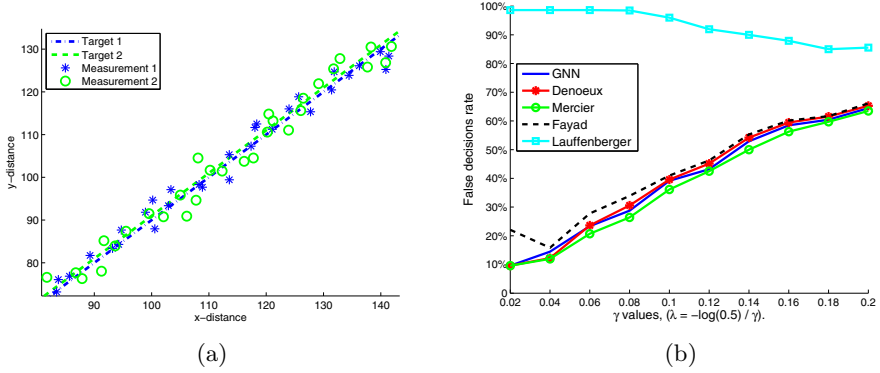 130
120
110
100
90
80
90
100
110
120
130
140
y-distance
x-distance
Target 1
Target 2
Measurement 1
Measurement 2
(a)
100%
90%
80%
70%
60%
50%
40%
30%
20%
10%
0
0.02
0.04
0.06
0.08
0.1
0.12
0.14
0.16
0.18
0.2
False decisions rate
γ values, (λ = −log(0.5) / γ).
GNN
Denoeux
Mercier
Fayad
Lauffenberger
(b)